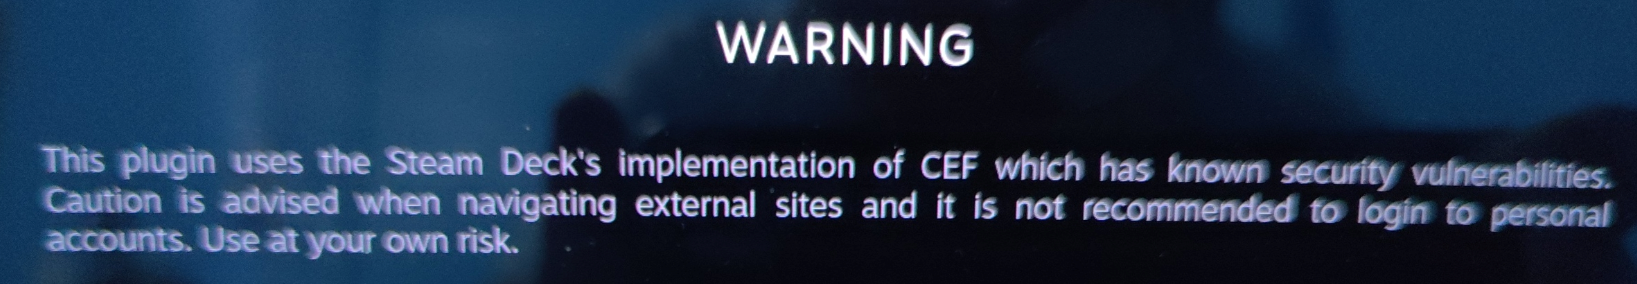 WARNING
This plugin uses the Steam Deck's implementation of CEF which has known security vulnerabilities.
Caution is advised when navigating external sites and it is not recommended to login to personal
accounts. Use at your own risk.